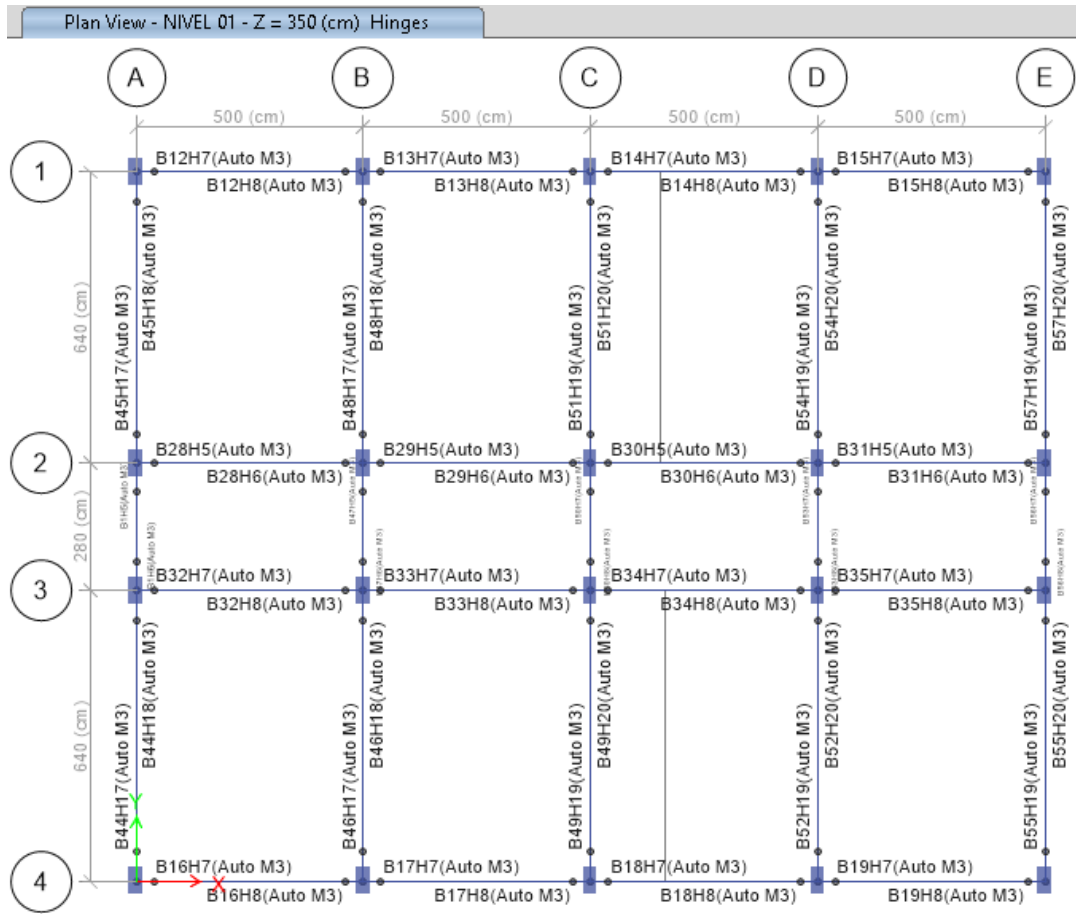 Plan View - NIVEL 01 - Z = 350 (cm) Hinges
A B C D E
500 (cm) 500 (cm) 500 (cm) 500 (cm)
1
B12H7(Auto M3) B13H7(Auto M3) B14H7(Auto M3) B15H7(Auto M3)
B12H8(Auto M3) B13H8(Auto M3) B14H8(Auto M3) B15H8(Auto M3)
640 (cm)
B45H17(Auto M3)
B45H18(Auto M3)
B48H17(Auto M3)
B48H18(Auto M3)
B51H19(Auto M3)
B51H20(Auto M3)
B54H19(Auto M3)
B54H20(Auto M3)
B57H19(Auto M3)
B57H20(Auto M3)
2
B28H5(Auto M3) B29H5(Auto M3) B30H5(Auto M3) B31H5(Auto M3)
B28H6(Auto M3) B29H6(Auto M3) B30H6(Auto M3) B31H6(Auto M3)
280 (cm)
B1H5(Auto M3)
B1H6(Auto M3)
3
B32H7(Auto M3) B33H7(Auto M3) B34H7(Auto M3) B35H7(Auto M3)
B32H8(Auto M3) B33H8(Auto M3) B34H8(Auto M3) B35H8(Auto M3)
640 (cm)
B44H17(Auto M3)
B44H18(Auto M3)
B46H17(Auto M3)
B46H18(Auto M3)
B49H19(Auto M3)
B49H20(Auto M3)
B52H19(Auto M3)
B52H20(Auto M3)
B55H19(Auto M3)
B55H20(Auto M3)
Y
4
B16H7(Auto M3) B17H7(Auto M3) B18H7(Auto M3) B19H7(Auto M3)
X
B16H8(Auto M3) B17H8(Auto M3) B18H8(Auto M3) B19H8(Auto M3)